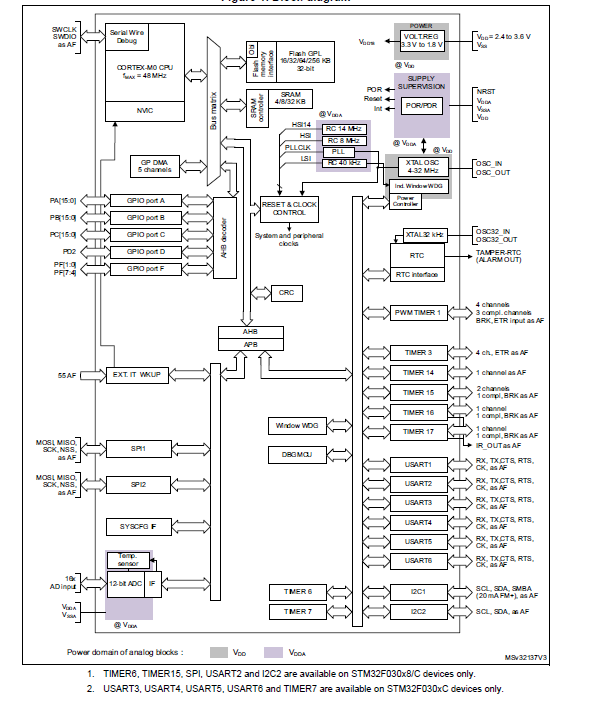 Figure 1. Block diagram
SWCLK
SWDIO
as AF
Serial Wire
Debug
CORTEX-M0 CPU
fMAX = 48 MHz
NVIC
Bus matrix
Obl
Flash
memory
interface
Flash GPL
16/32/64/256 KB
32-bit
SRAM
controller
SRAM
4/8/32 KB
POWER
VOLT.REG
3.3 V to 1.8 V
VDD18
VDD = 2.4 to 3.6 V
VSS
@ VDD
SUPPLY
SUPERVISION
POR
Reset
Int
POR/PDR
NRST
VDDA
VSSA
VDD
@ VDDA
@ VDD
@ VDDA
HSI14
RC 14 MHz
HSI
RC 8 MHz
PLLCLK
PLL
LSI
RC 40 kHz
XTAL OSC
4-32 MHz
OSC_IN
OSC_OUT
Ind. Window WDG
Power
Controller
GP DMA
5 channels
PA[15:0]
GPIO port A
PB[15:0]
GPIO port B
PC[15:0]
GPIO port C
PD2
GPIO port D
PF[1:0]
PF[7:4]
GPIO port F
AHB decoder
RESET & CLOCK
CONTROL
System and peripheral
clocks
XTAL32 kHz
OSC32_IN
OSC32_OUT
RTC
TAMPER-RTC
(ALARM OUT)
RTC interface
CRC
AHB
APB
PWM TIMER 1
4 channels
3 compl. channels
BRK, ETR input as AF
TIMER 3
4 ch., ETR as AF
TIMER 14
1 channel as AF
TIMER 15
2 channels
1 compl, BRK as AF
TIMER 16
1 channel
1 compl, BRK as AF
TIMER 17
1 channel
1 compl, BRK as AF
IR_OUT as AF
55 AF
EXT. IT WKUP
Window WDG
DBGMCU
MOSI, MISO,
SCK, NSS,
as AF
SPI1
MOSI, MISO,
SCK, NSS,
as AF
SPI2
SYSCFG IF
USART1
RX, TX,CTS, RTS,
CK, as AF
USART2
RX, TX,CTS, RTS,
CK, as AF
USART3
RX, TX,CTS, RTS,
CK, as AF
USART4
RX, TX,CTS, RTS,
CK, as AF
USART5
RX, TX,CTS, RTS,
CK, as AF
USART6
RX, TX,CTS, RTS,
CK, as AF
Temp.
sensor
16x
AD input
12-bit ADC
IF
VDDA
VSSA
@ VDDA
TIMER 6
TIMER 7
I2C1
SCL, SDA, SMBA
(20 mA FM+), as AF
I2C2
SCL, SDA, as AF
Power domain of analog blocks :
VDD
VDDA
MSv32137V3
1. TIMER6, TIMER15, SPI, USART2 and I2C2 are available on STM32F030x8/C devices only.
2. USART3, USART4, USART5, USART6 and TIMER7 are available on STM32F030xC devices only.